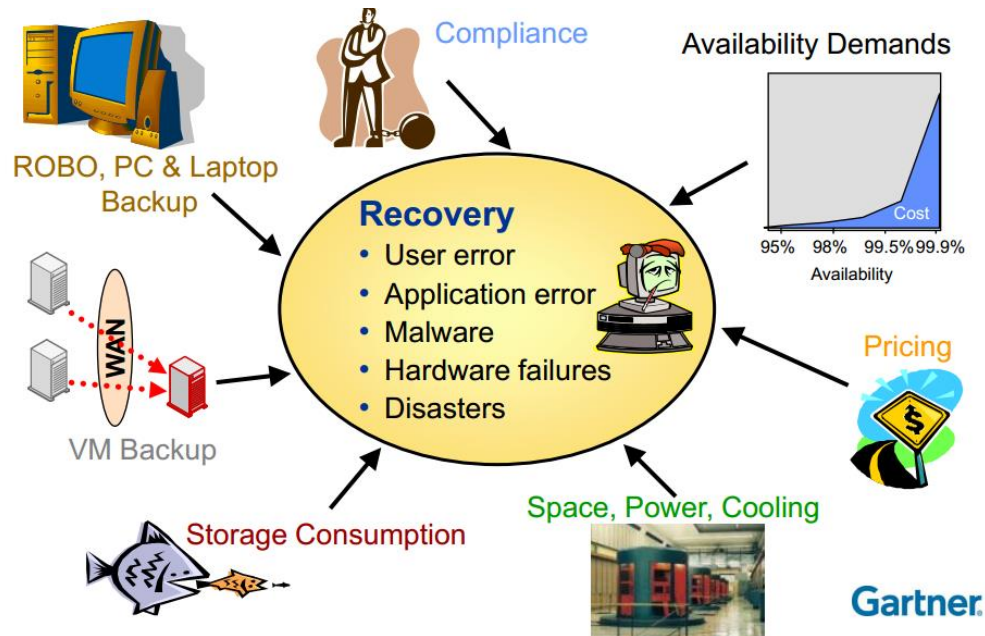 Compliance
Availability Demands
Cost
95% 98% 99.5% 99.9%
Availability
ROBO, PC & Laptop
Backup
Recovery
• User error
• Application error
• Malware
• Hardware failures
• Disasters
WAN
VM Backup
Pricing
$
Storage Consumption
Space, Power, Cooling
Gartner.